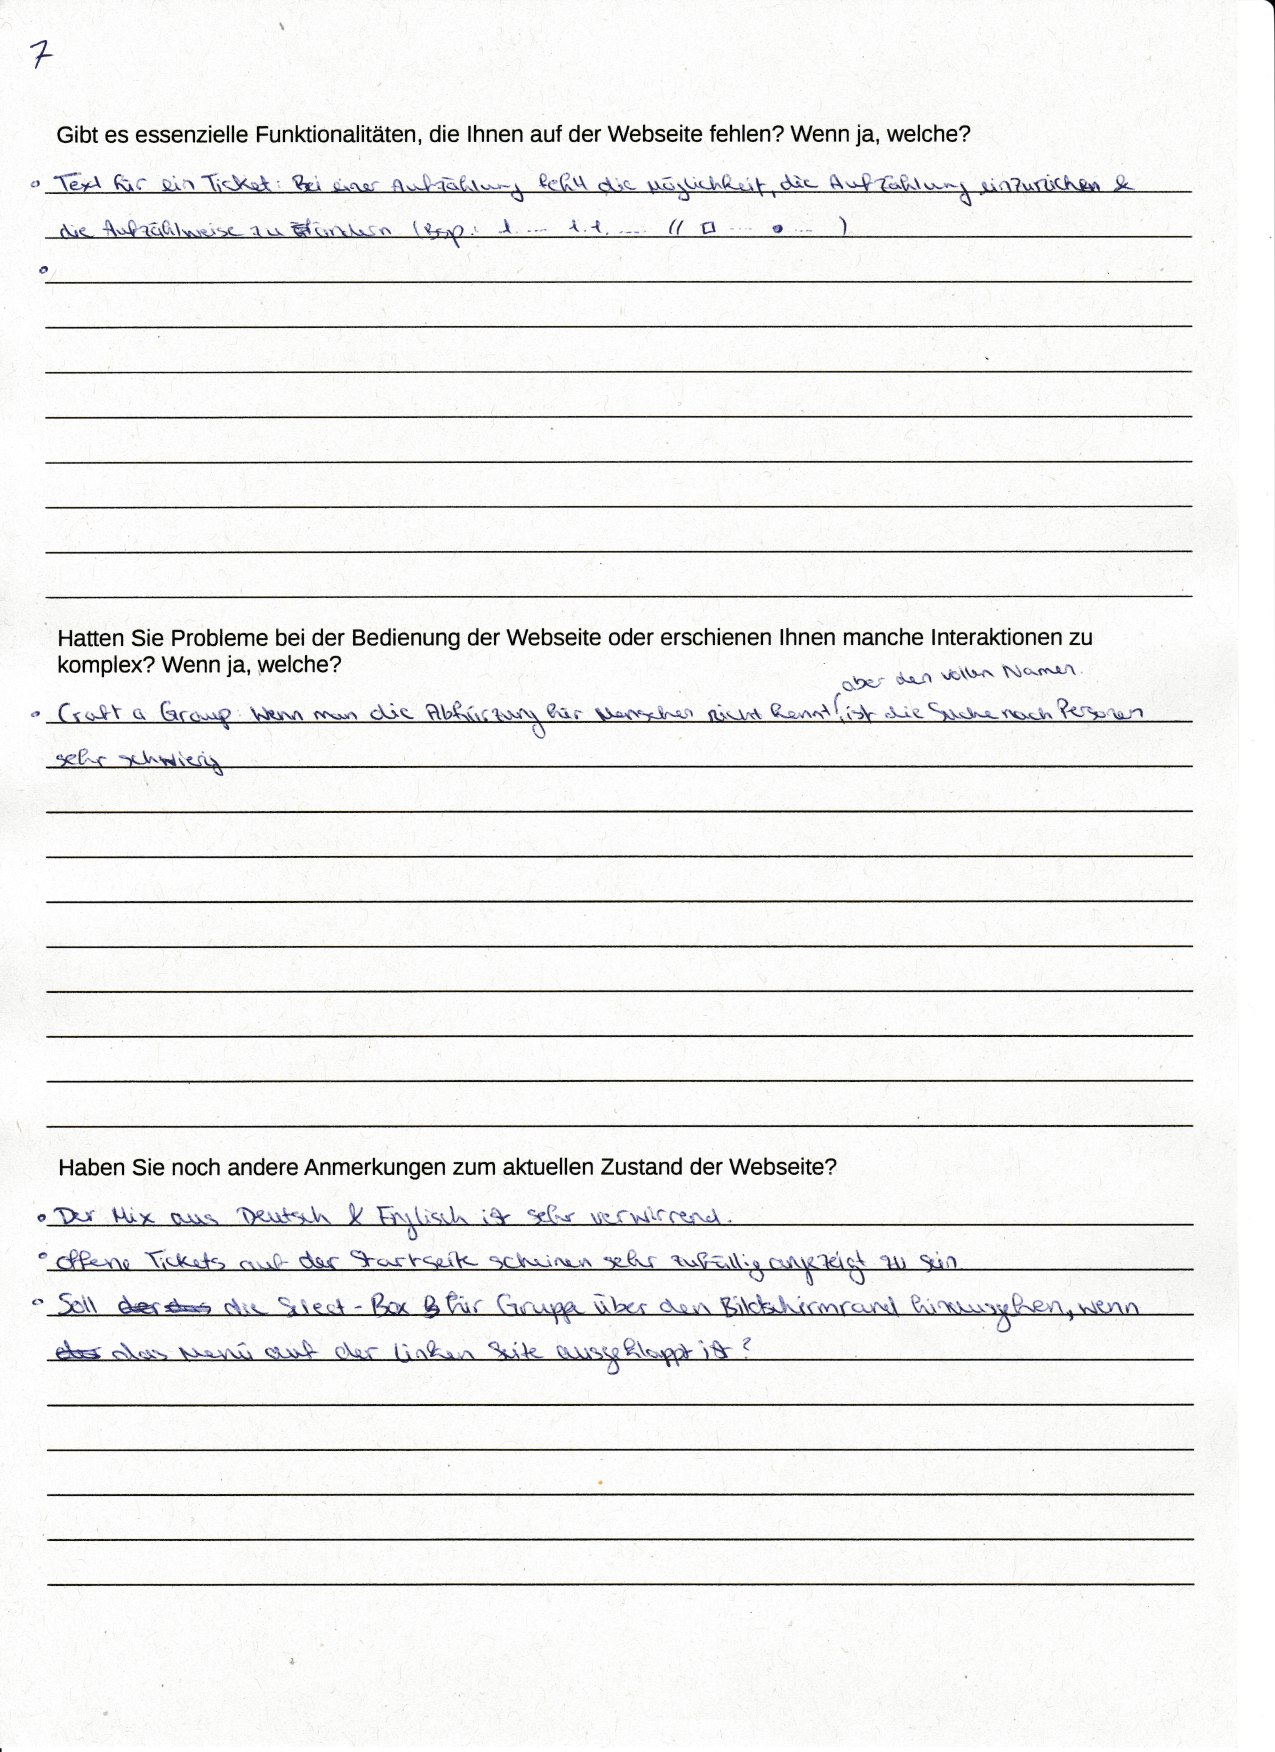 7
Gibt es essenzielle Funktionalitäten, die Ihnen auf der Webseite fehlen? Wenn ja, welche?
• Text für ein Ticket: Bei einer Aufzählung fehlt die Möglichkeit, die Aufzählung einzurücken &
die Aufzählweise zu ändern (Bsp.: 1. ... 1.1. .... // □ ... • ... )
•
Hatten Sie Probleme bei der Bedienung der Webseite oder erschienen Ihnen manche Interaktionen zu
komplex? Wenn ja, welche?
aber den vollen Namen.
• Craft a Group: Wenn man die Abkürzung für Menschen nicht kennt, ist die Suche nach Personen
sehr schwierig
Haben Sie noch andere Anmerkungen zum aktuellen Zustand der Webseite?
• Der Mix aus Deutsch & Englisch ist sehr verwirrend.
• Offene Tickets auf der Startseite scheinen sehr zufällig angezeigt zu sein
• Soll der das die Select-Box für Gruppe über den Bildschirmrand hinausgehen, wenn
das das Menü auf der linken Seite ausgeklappt ist?